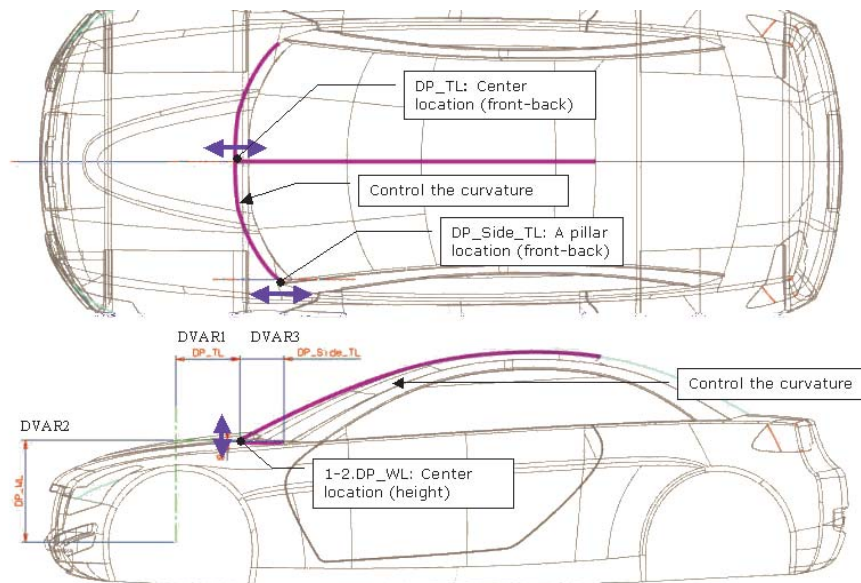 DP_TL: Center
location (front-back)
Control the curvature
DP_Side_TL: A pillar
location (front-back)
DVAR1 DVAR3
DP_TL DP_Side_TL
Control the curvature
DVAR2
1-2.DP_WL: Center
location (height)
DP_WL